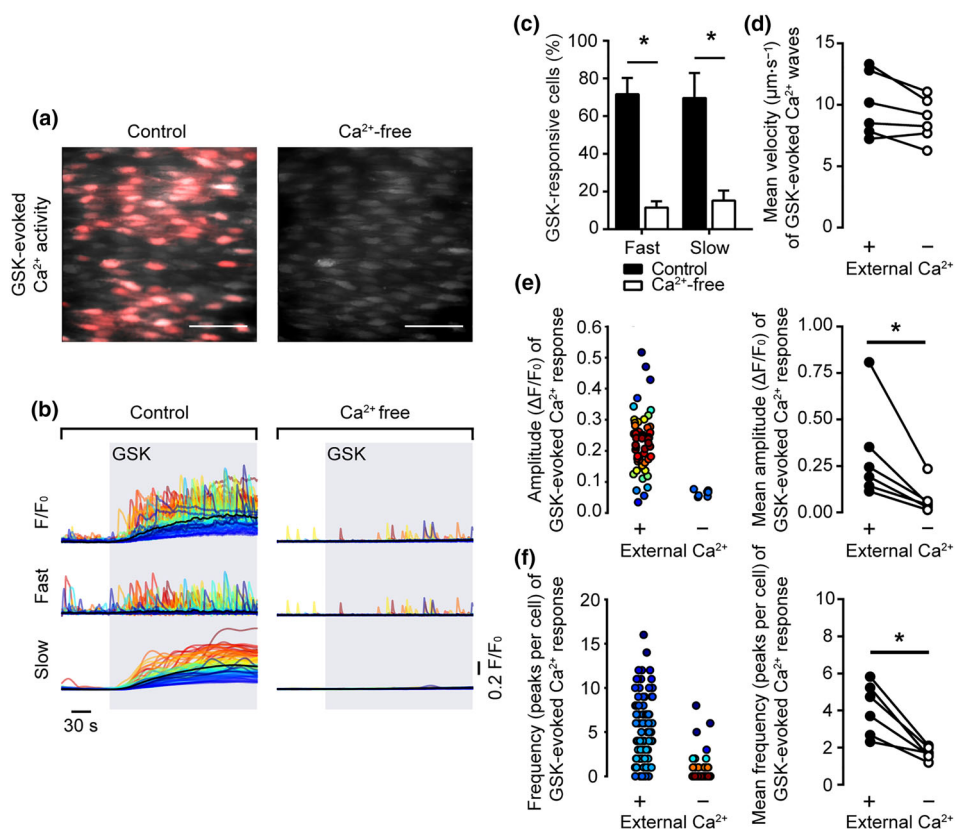 (a)
Control
Ca²⁺-free
GSK-evoked
Ca²⁺ activity
(b)
Control
Ca²⁺ free
GSK
GSK
F/F₀
Fast
Slow
0.2 F/F₀
30 s
(c)
GSK-responsive cells (%)
100
80
60
40
20
0
*
*
Fast
Slow
Control
Ca²⁺-free
(d)
Mean velocity (μm·s⁻¹)
of GSK-evoked Ca²⁺ waves
15
10
5
0
+
−
External Ca²⁺
(e)
Amplitude (ΔF/F₀) of
GSK-evoked Ca²⁺ response
0.6
0.5
0.4
0.3
0.2
0.1
0.0
+
−
External Ca²⁺
Mean amplitude (ΔF/F₀) of
GSK-evoked Ca²⁺ response
1.00
0.75
0.50
0.25
0.00
*
+
−
External Ca²⁺
(f)
Frequency (peaks per cell) of
GSK-evoked Ca²⁺ response
20
15
10
5
0
+
−
External Ca²⁺
Mean frequency (peaks per cell) of
GSK-evoked Ca²⁺ response
10
8
6
4
2
0
*
+
−
External Ca²⁺